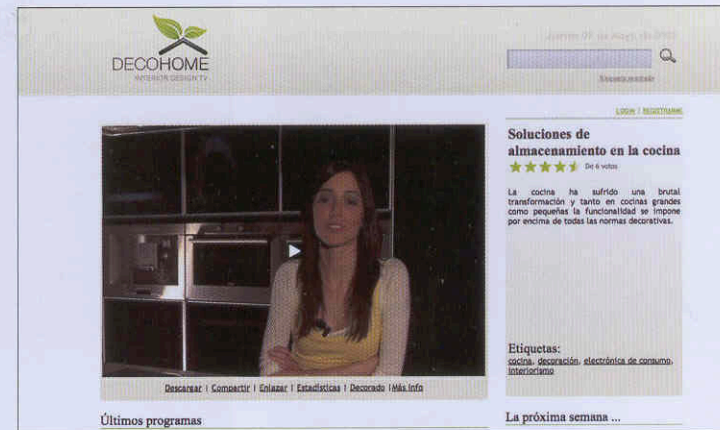 DECOHOME
INTERIOR DESIGN TV
Búsqueda avanzada
LOGIN | REGISTRARME
Soluciones de
almacenamiento en la cocina
De 6 votos
La cocina ha sufrido una brutal
transformación y tanto en cocinas grandes
como pequeñas la funcionalidad se impone
por encima de todas las normas decorativas.
Etiquetas:
cocina, decoración, electrónica de consumo,
interiorismo
Descargar | Compartir | Enlazar | Estadísticas | Decorado | Más info
Últimos programas
La próxima semana ...